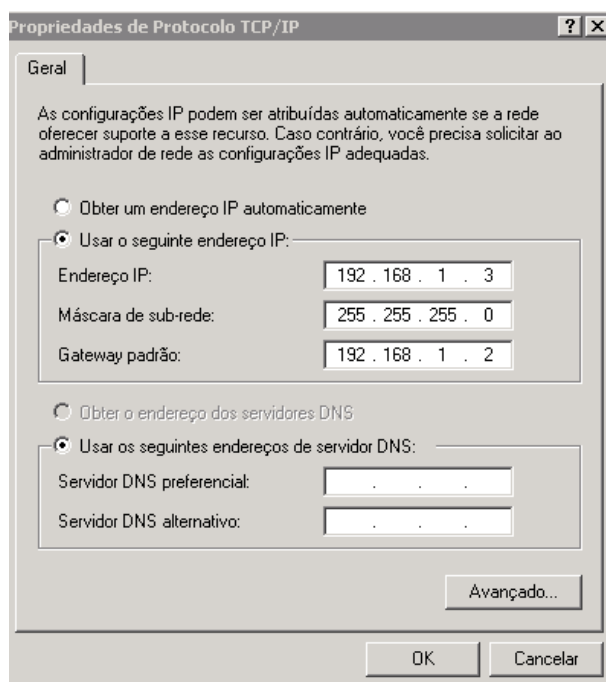 Propriedades de Protocolo TCP/IP
Geral
As configurações IP podem ser atribuídas automaticamente se a rede
oferecer suporte a esse recurso. Caso contrário, você precisa solicitar ao
administrador de rede as configurações IP adequadas.
Obter um endereço IP automaticamente
Usar o seguinte endereço IP:
Endereço IP: 192 . 168 . 1 . 3
Máscara de sub-rede: 255 . 255 . 255 . 0
Gateway padrão: 192 . 168 . 1 . 2
Obter o endereço dos servidores DNS
Usar os seguintes endereços de servidor DNS:
Servidor DNS preferencial: . . .
Servidor DNS alternativo: . . .
Avançado...
OK Cancelar